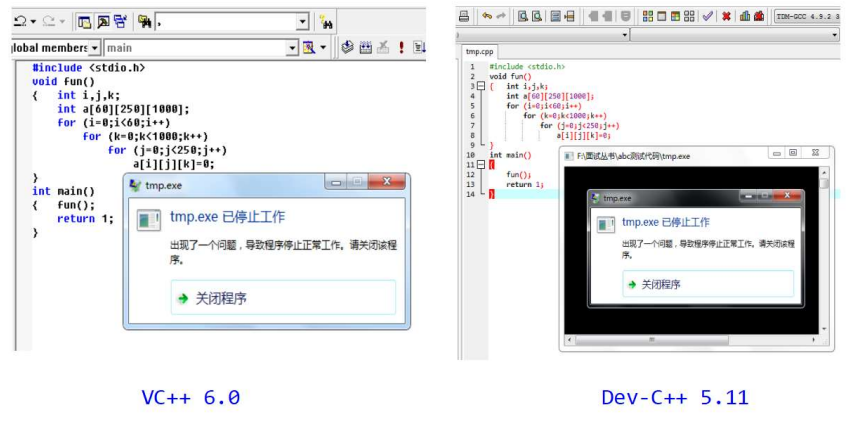 lobal members
main
#include <stdio.h>
void fun()
{   int i,j,k;
    int a[60][250][1000];
    for (i=0;i<60;i++)
        for (k=0;k<1000;k++)
            for (j=0;j<250;j++)
                a[i][j][k]=0;
}
int main()
{   fun();
    return 1;
}
tmp.exe
tmp.exe 已停止工作
出现了一个问题，导致程序停止正常工作。请关闭该程
序。
关闭程序
VC++ 6.0
TDM-GCC 4.9.2
tmp.cpp
1 #include <stdio.h>
2 void fun()
3 {   int i,j,k;
4     int a[60][250][1000];
5     for (i=0;i<60;i++)
6         for (k=0;k<1000;k++)
7             for (j=0;j<250;j++)
8                 a[i][j][k]=0;
9 }
10 int main()
11 {
12     fun();
13     return 1;
14 }
F:\面试丛书\abc测试代码\tmp.exe
tmp.exe
tmp.exe 已停止工作
出现了一个问题，导致程序停止正常工作。请关闭该程
序。
关闭程序
Dev-C++ 5.11